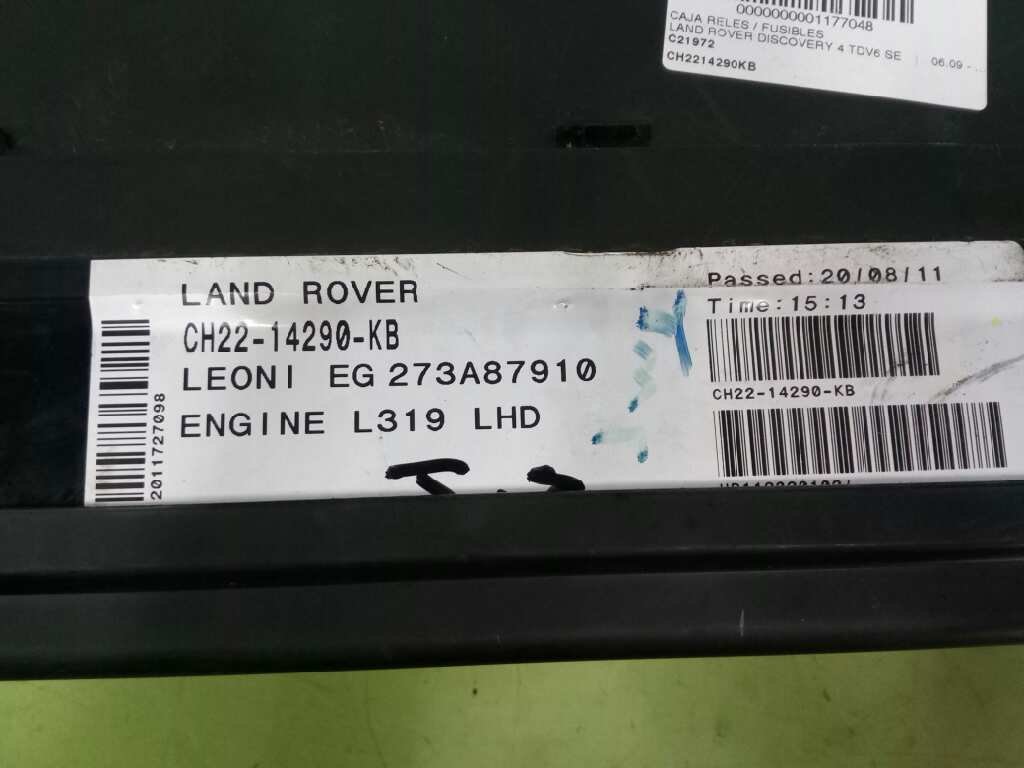 0000000001177048
CAJA RELES / FUSIBLES
LAND ROVER DISCOVERY 4 TDV6 SE | 06.09 - ...
C21972
CH2214290KB
LAND ROVER
CH22-14290-KB
LEONI EG 273A87910
ENGINE L319 LHD
2011727098
Passed:20/08/11
Time:15:13
CH22-14290-KB